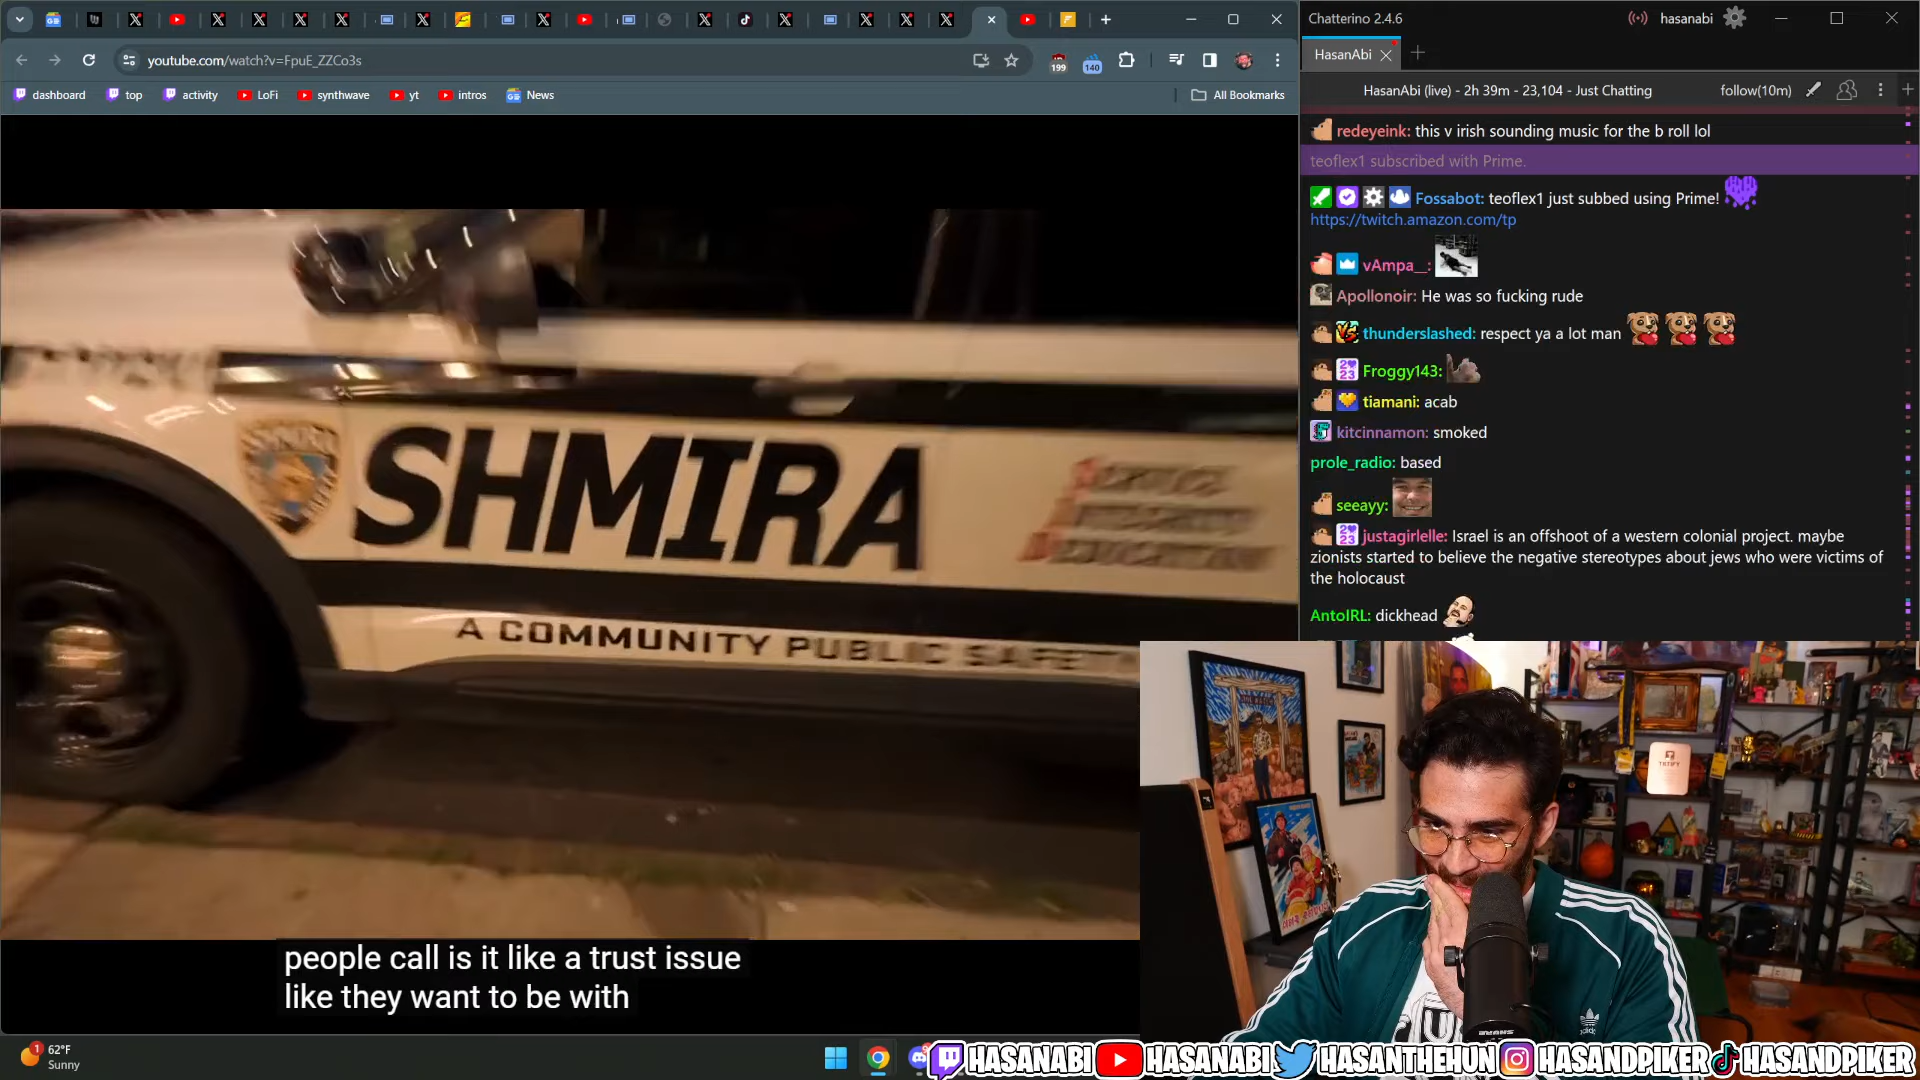 youtube.com/watch?v=FpuE_ZZCo3s
199
140
dashboard
top
activity
LoFi
synthwave
yt
intros
News
All Bookmarks
SHMIRA
A COMMUNITY PUBLIC SAFETY
people call is it like a trust issue
like they want to be with
Chatterino 2.4.6
hasanabi
HasanAbi
HasanAbi (live) - 2h 39m - 23,104 - Just Chatting
follow(10m)
redeyeink: this v irish sounding music for the b roll lol
teoflex1 subscribed with Prime.
Fossabot: teoflex1 just subbed using Prime!
https://twitch.amazon.com/tp
vAmpa__:
Apollonoir: He was so fucking rude
thunderslashed: respect ya a lot man
Froggy143:
tiamani: acab
kitcinnamon: smoked
prole_radio: based
seeayy:
justagirlelle: Israel is an offshoot of a western colonial project. maybe
zionists started to believe the negative stereotypes about jews who were victims of
the holocaust
AntoIRL: dickhead
1
62°F
Sunny
HASANABI
HASANABI
HASANTHEHUN
HASANDPIKER
HASANDPIKER